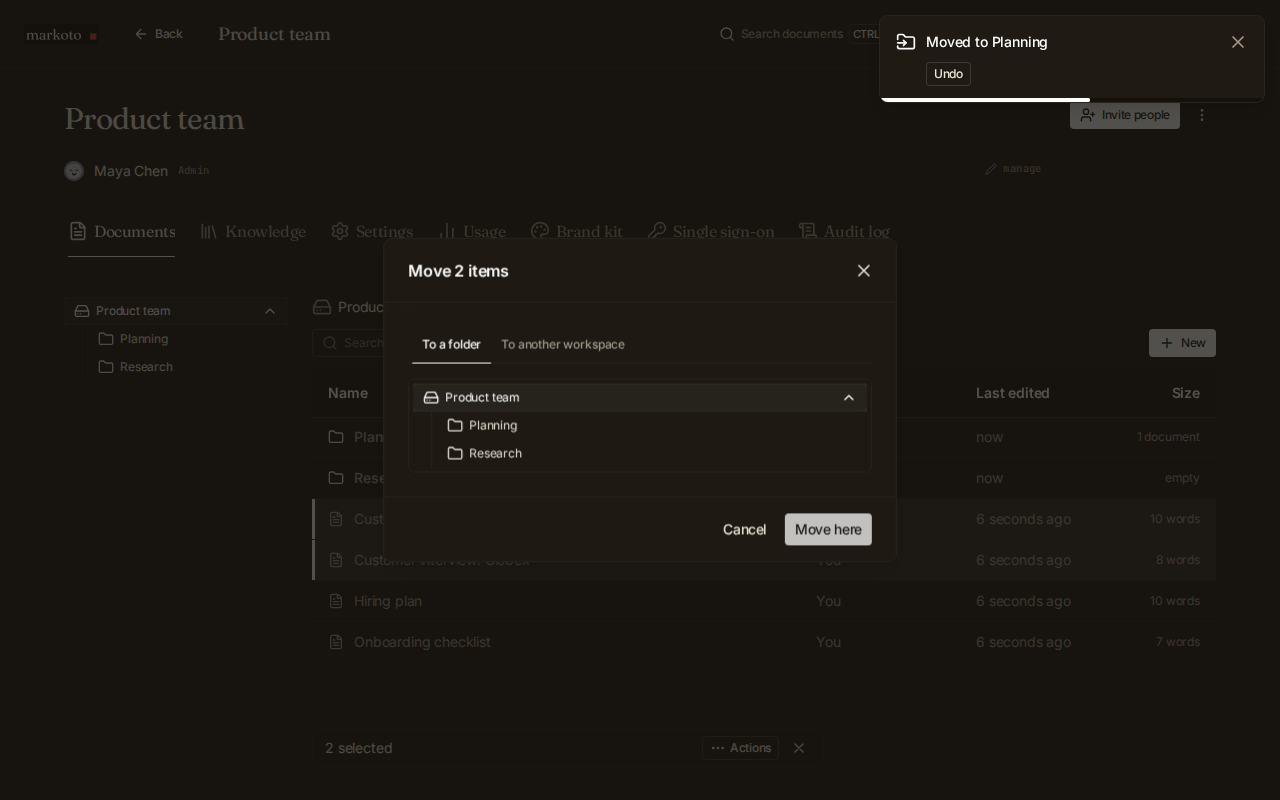 markoto
Back
Product team
Search documents
CTRL
Moved to Planning
Undo
Product team
Invite people
Maya Chen
Admin
manage
Documents
Knowledge
Settings
Usage
Brand kit
Single sign-on
Audit log
Move 2 items
Product team
Planning
Research
Search
New
To a folder
To another workspace
Product team
Planning
Research
Cancel
Move here
Name
Last edited
Size
now
1 document
now
empty
6 seconds ago
10 words
You
6 seconds ago
8 words
Hiring plan
You
6 seconds ago
10 words
Onboarding checklist
You
6 seconds ago
7 words
2 selected
Actions